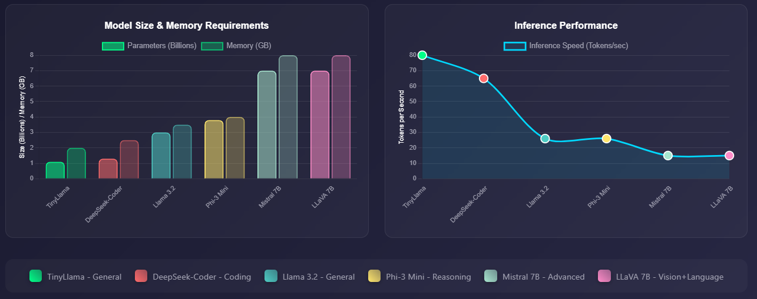 Model Size & Memory Requirements
Parameters (Billions) Memory (GB)
Size (Billions) / Memory (GB)
8
7
6
5
4
3
2
1
0
TinyLlama
DeepSeek-Coder
Llama 3.2
Phi-3 Mini
Mistral 7B
LLaVA 7B
Inference Performance
Inference Speed (Tokens/sec)
Tokens per Second
80
70
60
50
40
30
20
10
0
TinyLlama
DeepSeek-Coder
Llama 3.2
Phi-3 Mini
Mistral 7B
LLaVA 7B
TinyLlama - General DeepSeek-Coder - Coding Llama 3.2 - General Phi-3 Mini - Reasoning Mistral 7B - Advanced LLaVA 7B - Vision+Language